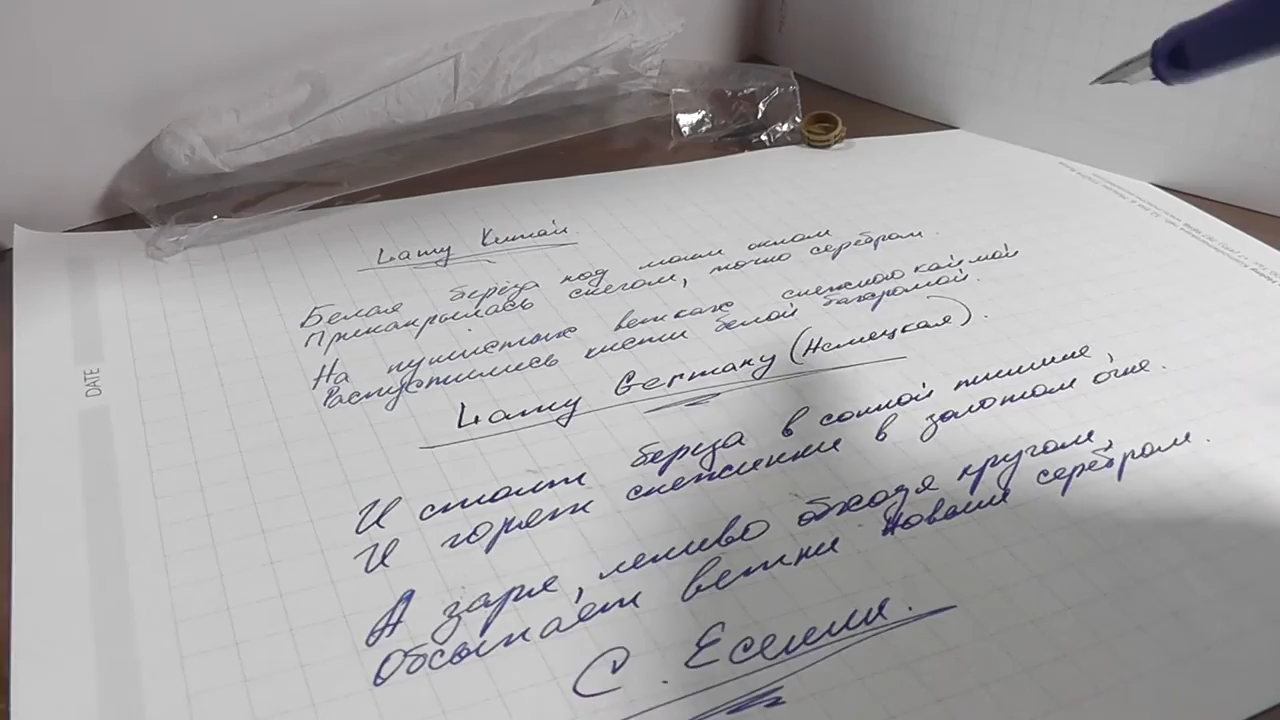 Lamy Китай.
Белая берёза под моим окном
Принакрылась снегом, точно серебром.
На пушистых ветках снежною каймой
Распустились кисти белой бахромой.
Lamy Germany (Немецкая).
И стоит берёза в сонной тишине,
И горят снежинки в золотом огне.
А заря, лениво обходя кругом,
Обсыпает ветки новым серебром.
С. Есенин.
DATE